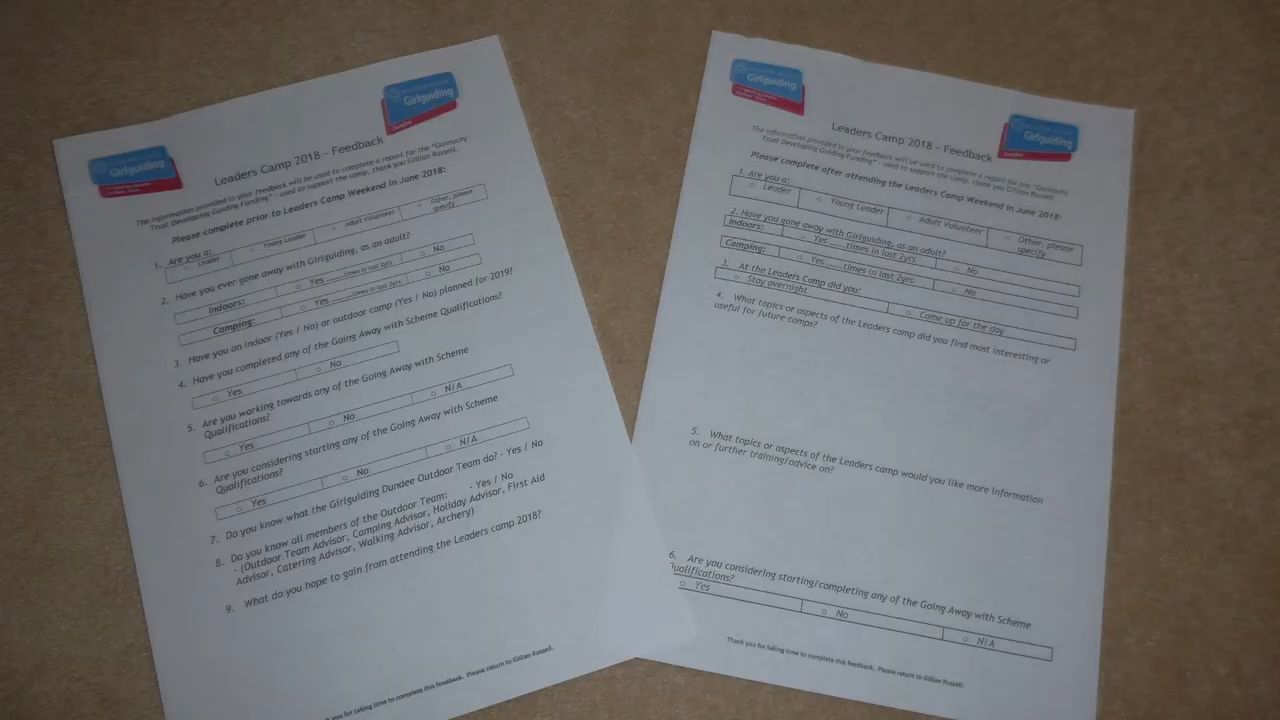 Girlguiding
Girlguiding
Dundee
Leaders Camp 2018 - Feedback
The information provided in your feedback will be used to complete a report for the "Gannochy
Trust Developing Guiding Funding" - used to support the camp, thank you Gillian Russell.
Please complete prior to Leaders Camp Weekend in June 2018:
1. Are you a:
○ Leader ○ Young Leader ○ Adult Volunteer ○ Other, please
specify
2. Have you ever gone away with Girlguiding, as an adult?
Indoors: ○ Yes ......times in last 2yrs ○ No
Camping: ○ Yes .......times in last 2yrs ○ No
3. Have you an indoor (Yes / No) or outdoor camp (Yes / No) planned for 2019?
4. Have you completed any of the Going Away with Scheme Qualifications?
○ Yes ○ No
5. Are you working towards any of the Going Away with Scheme
Qualifications?
○ Yes ○ No ○ N/A
6. Are you considering starting any of the Going Away with Scheme
Qualifications?
○ Yes ○ No ○ N/A
7. Do you know what the Girlguiding Dundee Outdoor Team do? - Yes / No
8. Do you know all members of the Outdoor Team: - Yes / No
- (Outdoor Team Advisor, Camping Advisor, Holiday Advisor, First Aid
Advisor, Catering Advisor, Walking Advisor, Archery)
9. What do you hope to gain from attending the Leaders camp 2018?
you for taking time to complete this feedback. Please return to Gillian Russell.
Girlguiding
Girlguiding
Leaders Camp 2018 - Feedback
The information provided in your feedback will be used to complete a report for the "Gannochy
Trust Developing Guiding Funding" - used to support the camp, thank you Gillian Russell.
Please complete after attending the Leaders Camp Weekend in June 2018:
1. Are you a:
○ Leader ○ Young Leader ○ Adult Volunteer ○ Other, please
specify
2. Have you gone away with Girlguiding, as an adult?
Indoors: ○ Yes .....times in last 2yrs ○ No
Camping: ○ Yes ....times in last 2yrs ○ No
3. At the Leaders Camp did you:
○ Stay overnight ○ Come up for the day
4. What topics or aspects of the Leaders camp did you find most interesting or
useful for future camps?
5. What topics or aspects of the Leaders camp would you like more information
on or further training/advice on?
6. Are you considering starting/completing any of the Going Away with Scheme
Qualifications?
○ Yes ○ No ○ N/A
Thank you for taking time to complete this feedback. Please return to Gillian Russell.